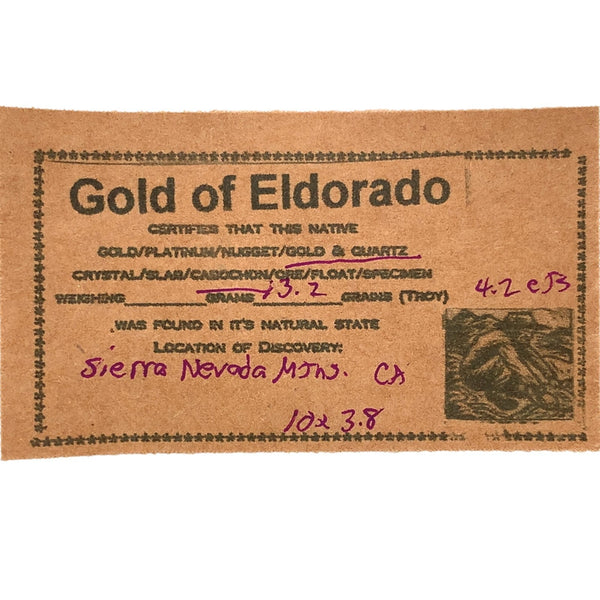 Gold of Eldorado
CERTIFIES THAT THIS NATIVE
GOLD/PLATINUM/NUGGET/GOLD & QUARTZ
CRYSTAL/SLAB/CABOCHON/ORE/FLOAT/SPECIMEN
WEIGHING________GRAMS 13.2 GRAINS (TROY) 4.2 cts
WAS FOUND IN IT'S NATURAL STATE
LOCATION OF DISCOVERY:
Sierra Nevada Mtns. CA
10x 3.8